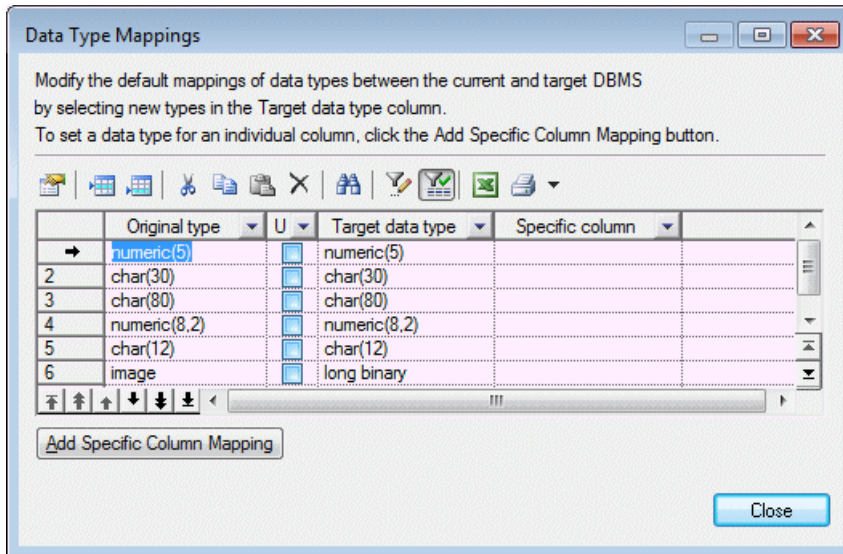 Data Type Mappings
Modify the default mappings of data types between the current and target DBMS
by selecting new types in the Target data type column.
To set a data type for an individual column, click the Add Specific Column Mapping button.
Original type U Target data type Specific column
numeric(5) numeric(5)
2 char(30) char(30)
3 char(80) char(80)
4 numeric(8,2) numeric(8,2)
5 char(12) char(12)
6 image long binary
Add Specific Column Mapping
Close